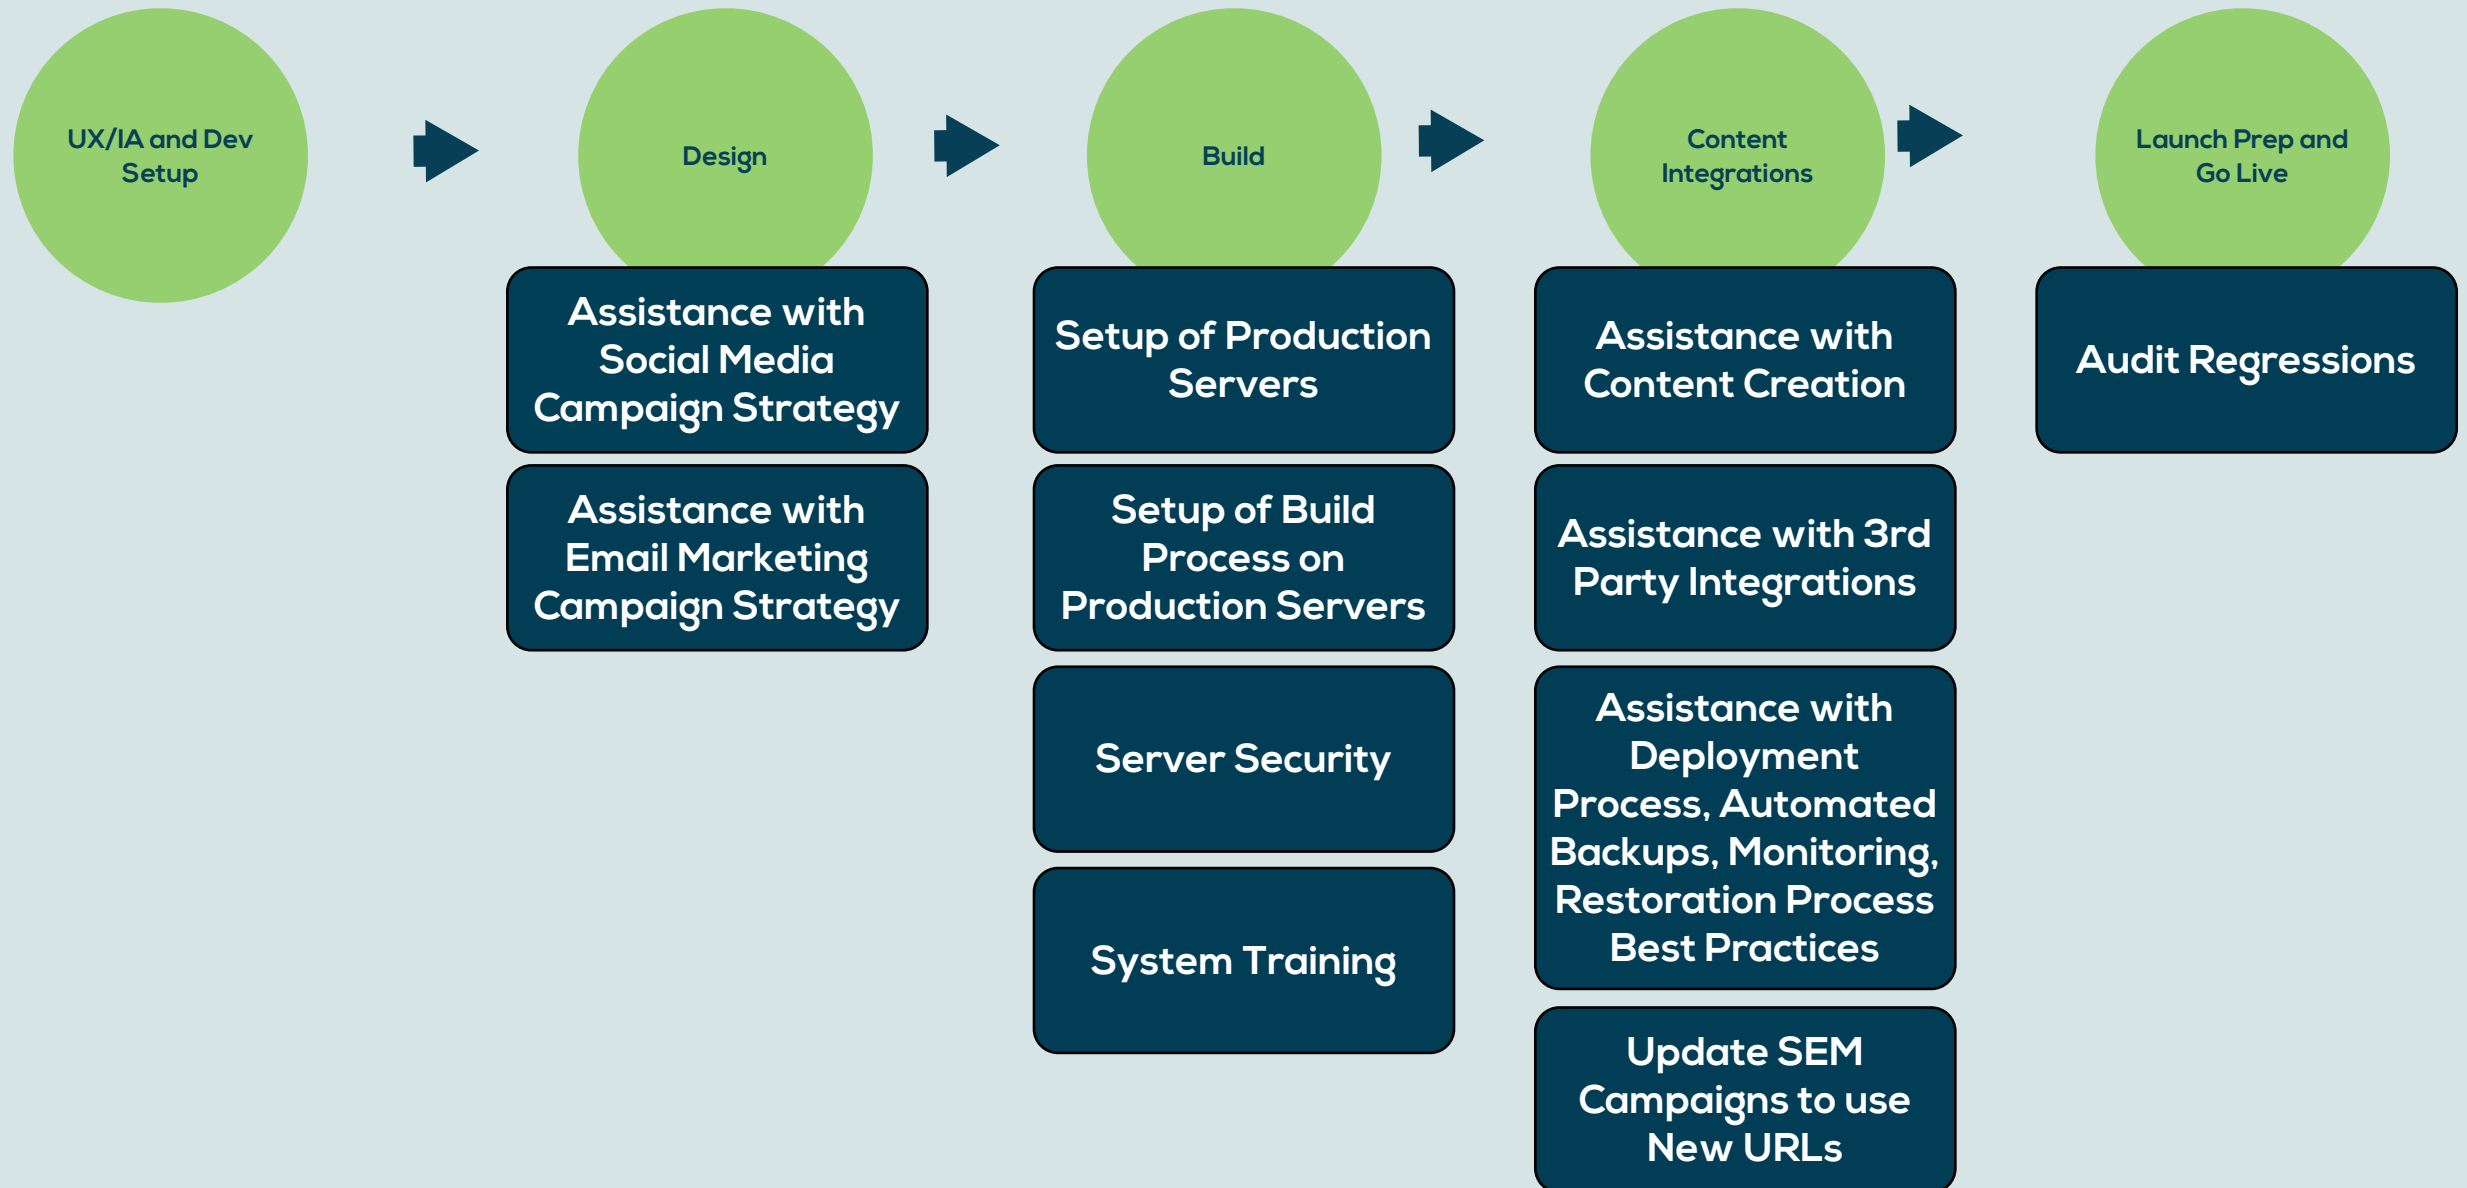 UX/IA and Dev
Setup
Design
Build
Content
Integrations
Launch Prep and
Go Live
Assistance with
Social Media
Campaign Strategy
Assistance with
Email Marketing
Campaign Strategy
Setup of Production
Servers
Setup of Build
Process on
Production Servers
Server Security
System Training
Assistance with
Content Creation
Assistance with 3rd
Party Integrations
Assistance with
Deployment
Process, Automated
Backups, Monitoring,
Restoration Process
Best Practices
Update SEM
Campaigns to use
New URLs
Audit Regressions